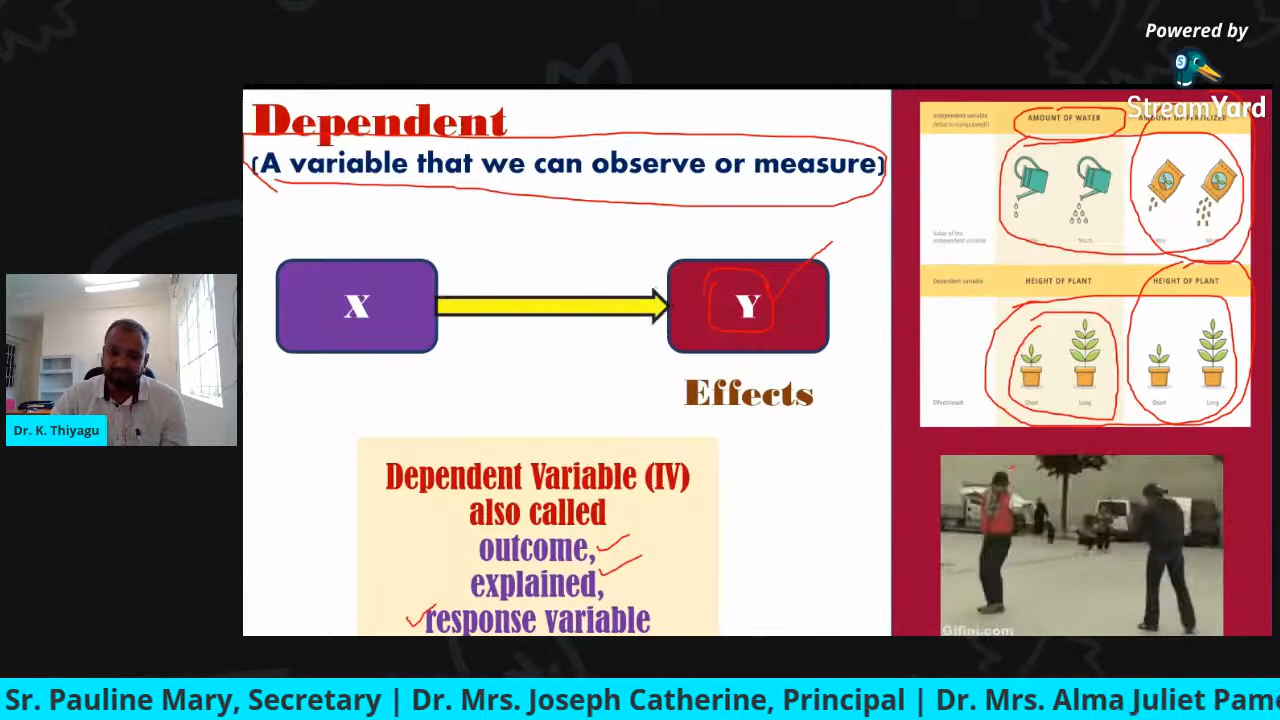 Powered by
StreamYard
Dependent
(A variable that we can observe or measure)
X
Y
Effects
Dependent Variable (IV)
also called
outcome,
explained,
response variable
Independent variable
(What is manipulated?)
AMOUNT OF WATER
AMOUNT OF FERTILIZER
Value of the
independent variable
Much
Dependent variable
HEIGHT OF PLANT
HEIGHT OF PLANT
Effect/result
Short
Long
Short
Long
Gifini.com
Dr. K. Thiyagu
Sr. Pauline Mary, Secretary | Dr. Mrs. Joseph Catherine, Principal | Dr. Mrs. Alma Juliet Pam